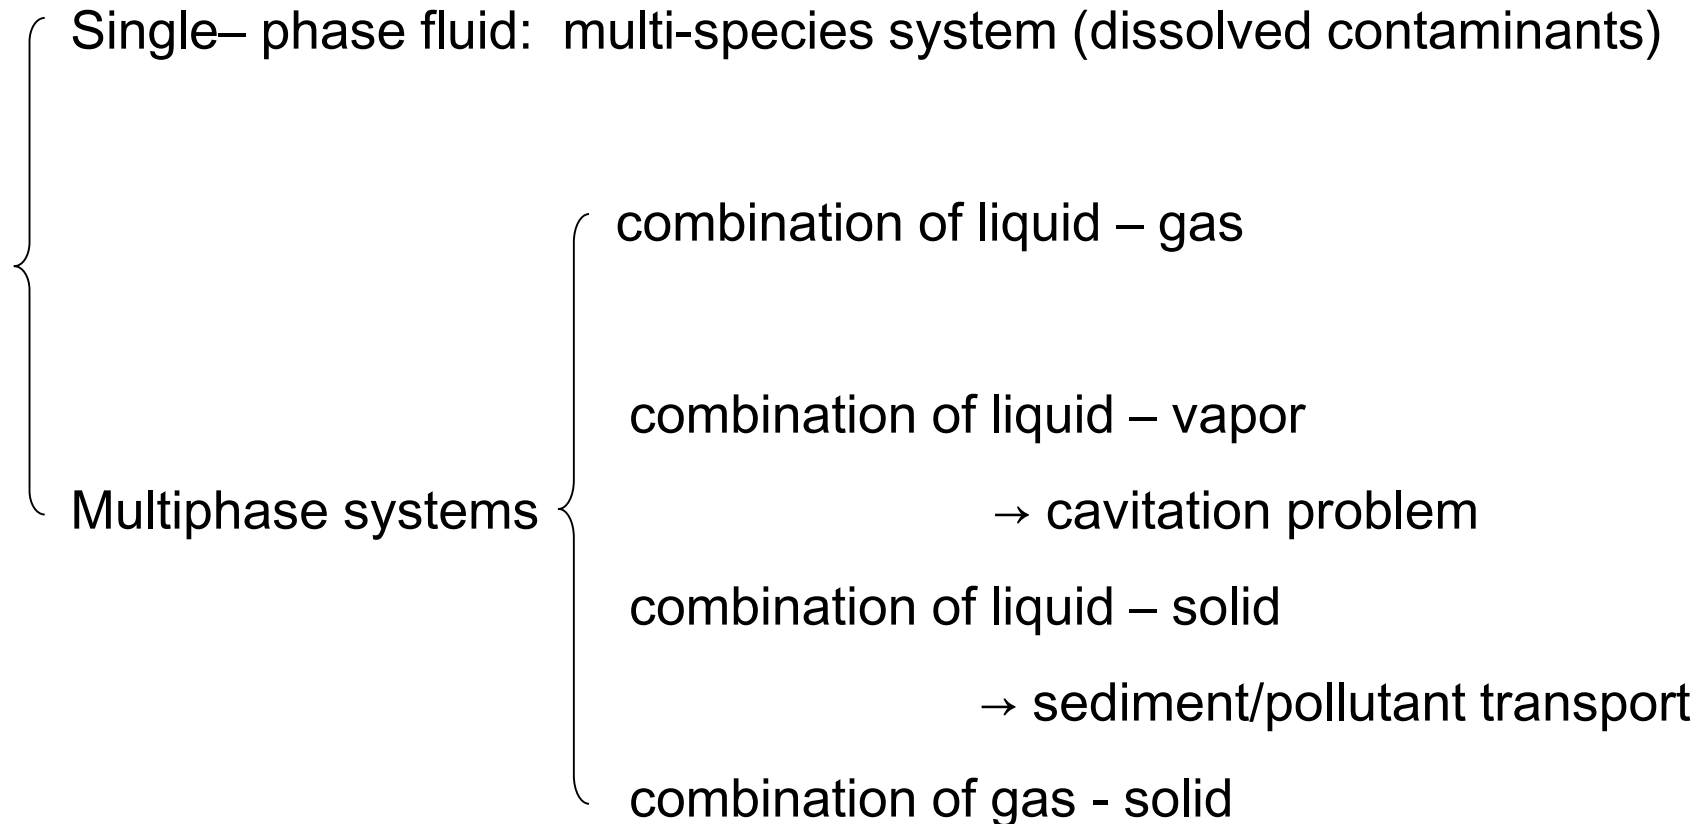 Single– phase fluid: multi-species system (dissolved contaminants)
combination of liquid – gas
combination of liquid – vapor
Multiphase systems → cavitation problem
combination of liquid – solid
→ sediment/pollutant transport
combination of gas - solid